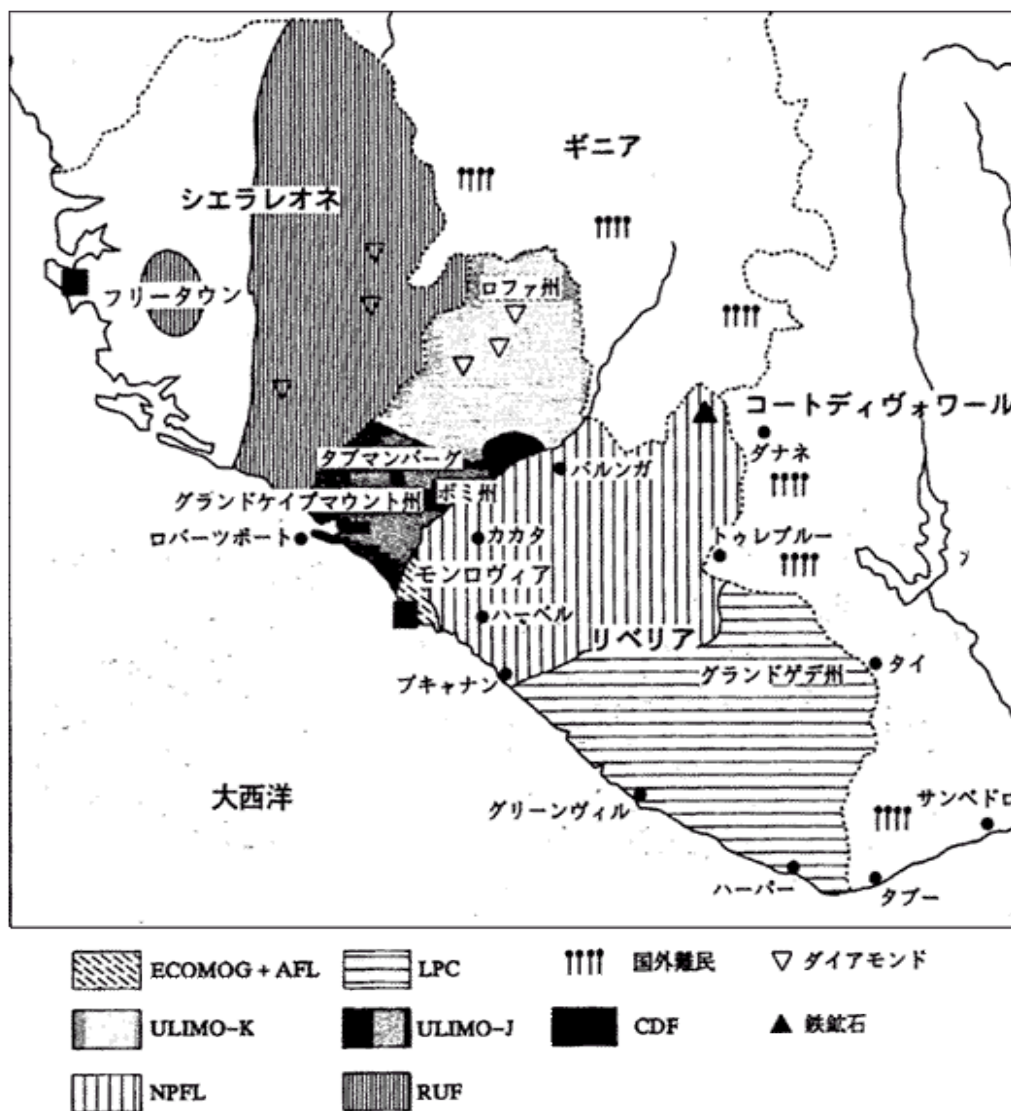 ギニア
シエラレオネ
ロファ州
フリータウン
コートディヴォワール
ダナネ
タブマンバーグ
バルンガ
ボミ州
グランドケイプマウント州
ロバーツポート
カカタ
トゥレブルー
モンロヴィア
ハーベル
リベリア
グランドゲデ州
タイ
ブキャナン
大西洋
グリーンヴィル
サンペドロ
ハーパー
タブー
ECOMOG + AFL
LPC
国外難民
ダイアモンド
ULIMO-K
ULIMO-J
CDF
鉄鉱石
NPFL
RUF